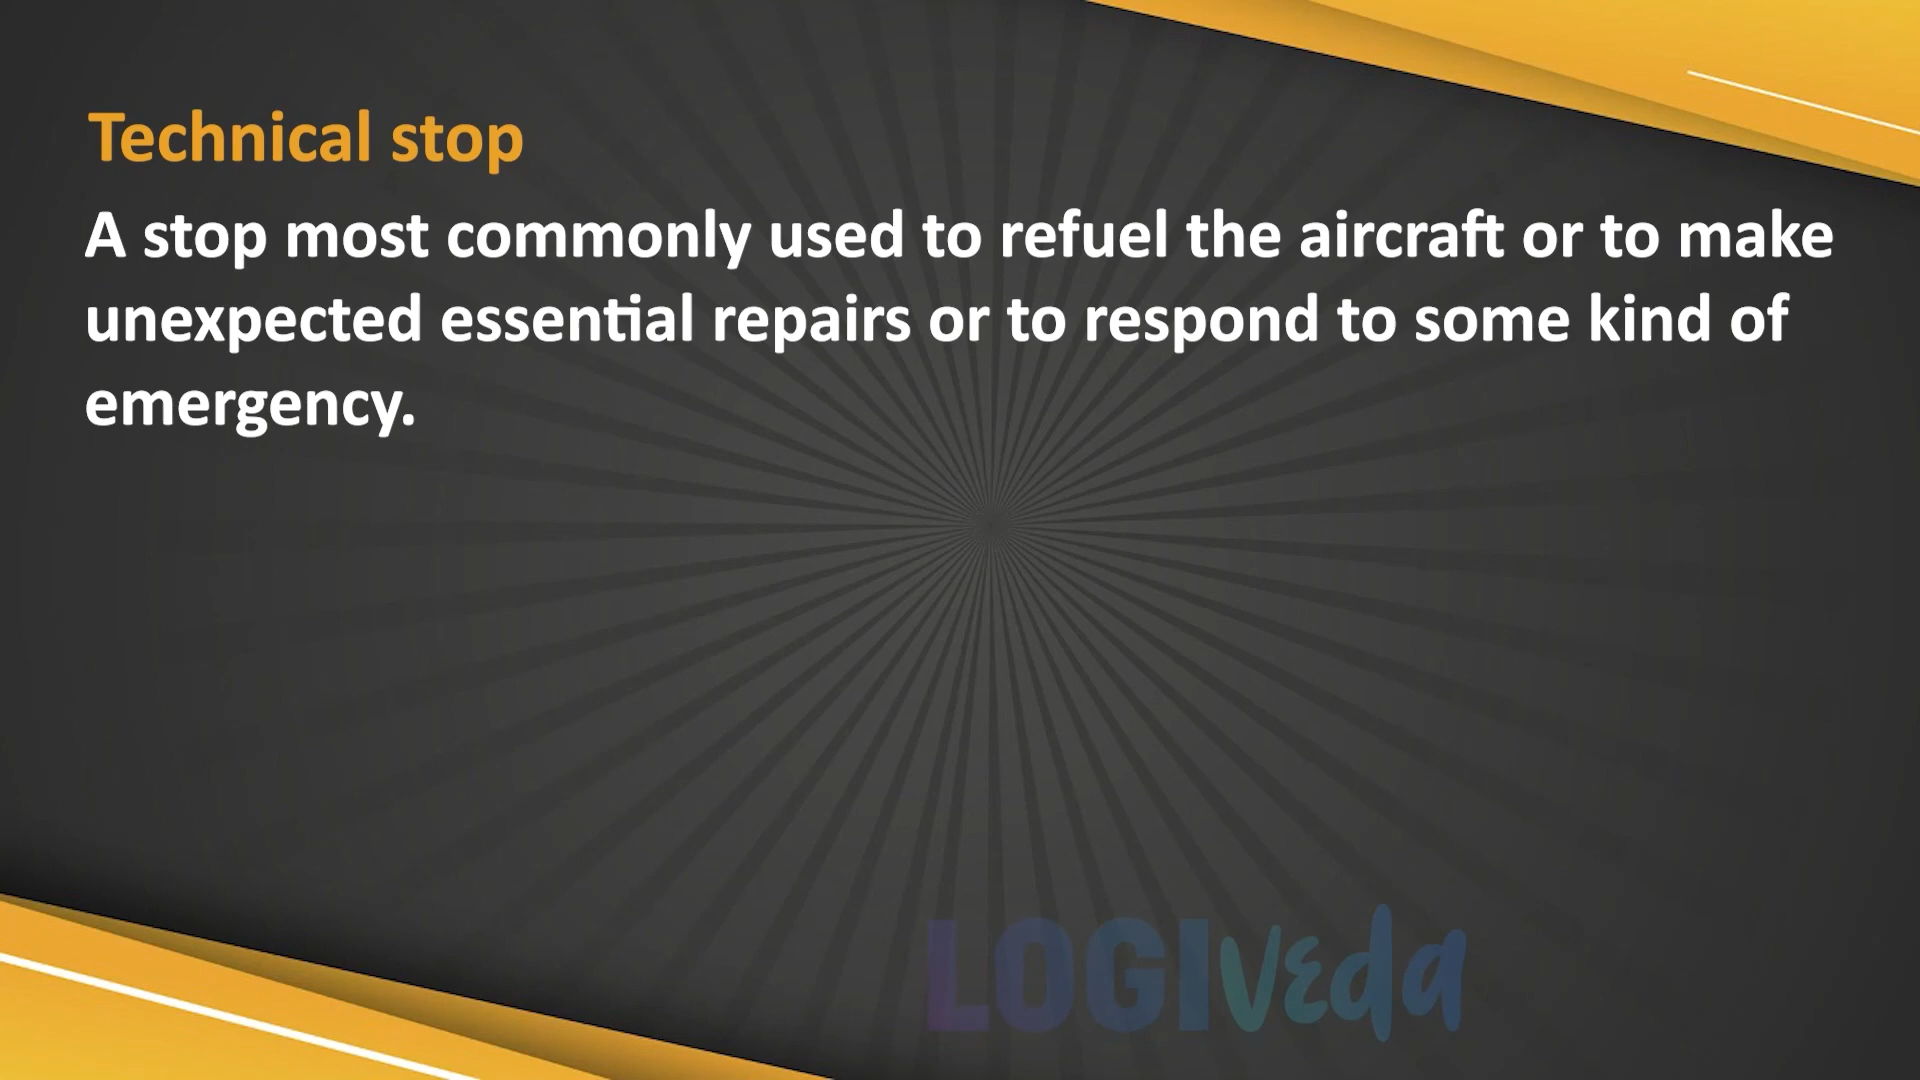 Technical stop
A stop most commonly used to refuel the aircraft or to make
unexpected essential repairs or to respond to some kind of
emergency.
LOGIveda